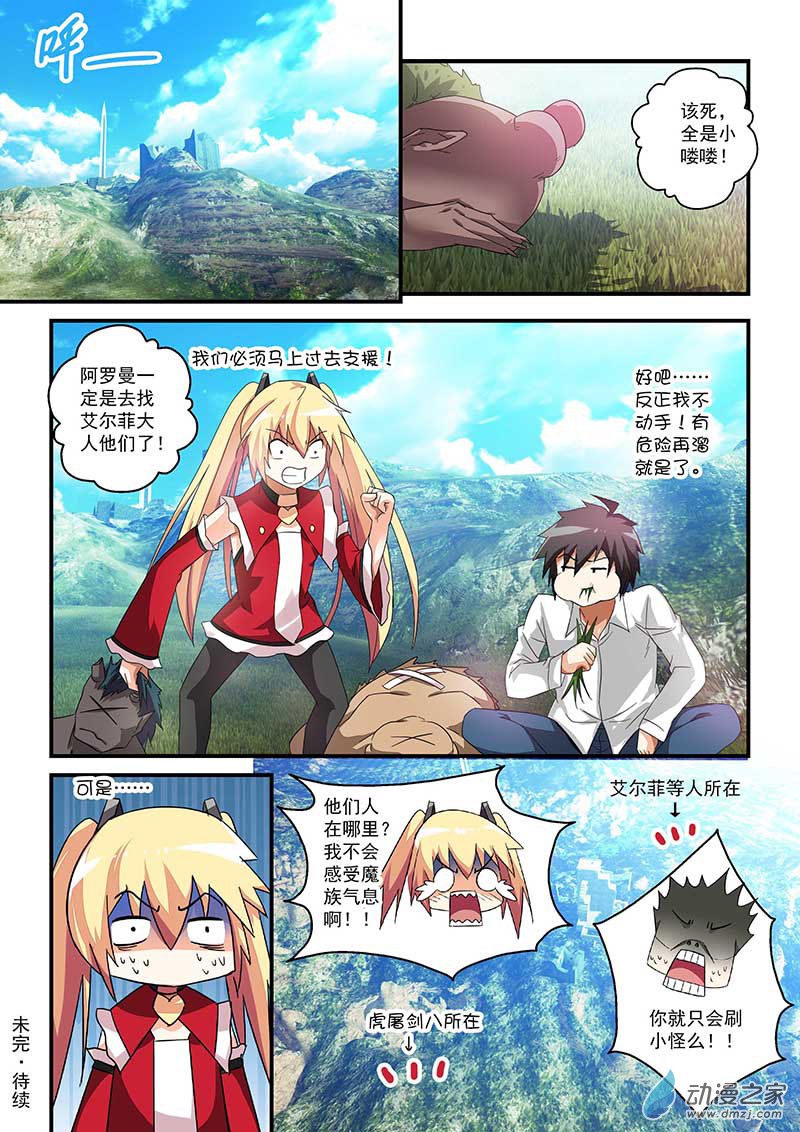 呼——
该死，
全是小
喽喽！
我们必须马上过去支援！
阿罗曼一
定是去找
艾尔菲大
人他们了！
好吧……
反正我不
动手！有
危险再溜
就是了。
可是……
他们人
在哪里？
我不会
感受魔
族气息
啊！！
艾尔菲等人所在
↓
你就只会刷
小怪么！！
虎屠剑八所在
↓
未完·待续
动漫之家
www.dmzj.com